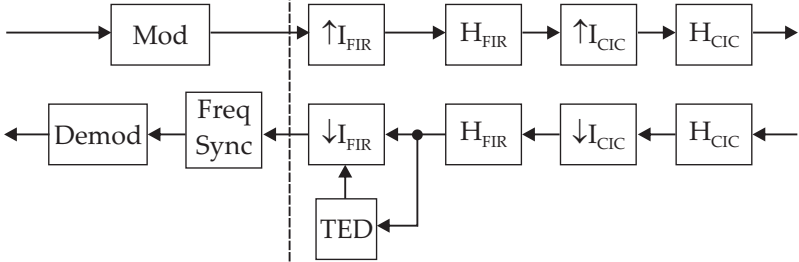 Mod
↑I_FIR
H_FIR
↑I_CIC
H_CIC
Demod
Freq
Sync
↓I_FIR
H_FIR
↓I_CIC
H_CIC
TED